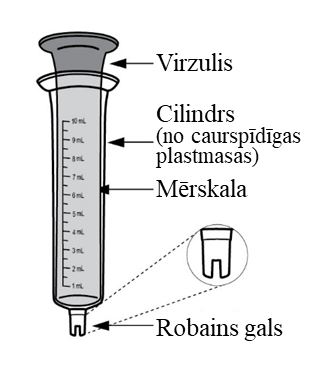 Virzulis
Cilindrs
(no caurspīdīgas
plastmasas)
Mērskala
Robains gals
10 mL
9 mL
8 mL
7 mL
6 mL
5 mL
4 mL
3 mL
2 mL
1 mL